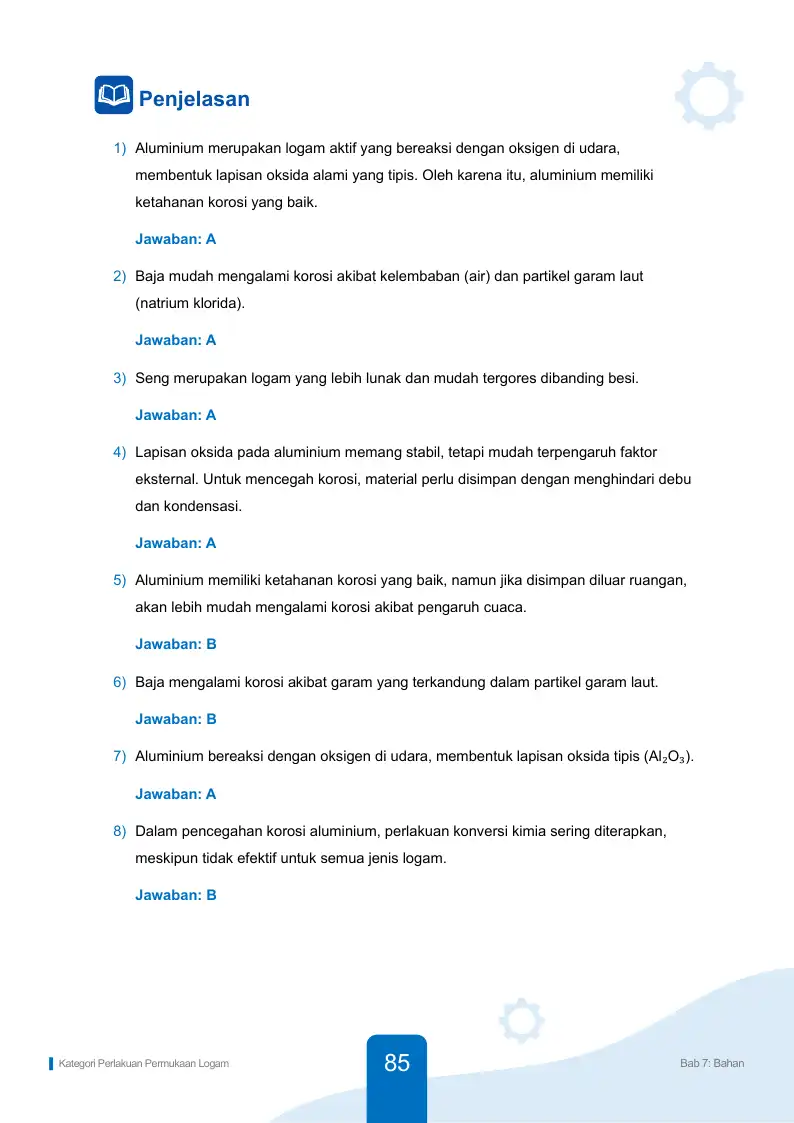 Penjelasan
1) Aluminium merupakan logam aktif yang bereaksi dengan oksigen di udara,
membentuk lapisan oksida alami yang tipis. Oleh karena itu, aluminium memiliki
ketahanan korosi yang baik.
Jawaban: A
2) Baja mudah mengalami korosi akibat kelembaban (air) dan partikel garam laut
(natrium klorida).
Jawaban: A
3) Seng merupakan logam yang lebih lunak dan mudah tergores dibanding besi.
Jawaban: A
4) Lapisan oksida pada aluminium memang stabil, tetapi mudah terpengaruh faktor
eksternal. Untuk mencegah korosi, material perlu disimpan dengan menghindari debu
dan kondensasi.
Jawaban: A
5) Aluminium memiliki ketahanan korosi yang baik, namun jika disimpan diluar ruangan,
akan lebih mudah mengalami korosi akibat pengaruh cuaca.
Jawaban: B
6) Baja mengalami korosi akibat garam yang terkandung dalam partikel garam laut.
Jawaban: B
7) Aluminium bereaksi dengan oksigen di udara, membentuk lapisan oksida tipis (Al₂O₃).
Jawaban: A
8) Dalam pencegahan korosi aluminium, perlakuan konversi kimia sering diterapkan,
meskipun tidak efektif untuk semua jenis logam.
Jawaban: B
Kategori Perlakuan Permukaan Logam
85
Bab 7: Bahan